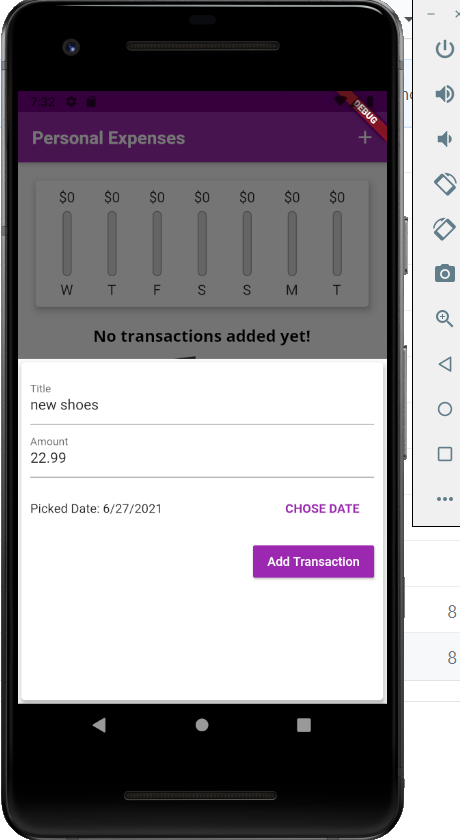 7:32
DEBUG
Personal Expenses
$0 $0 $0 $0 $0 $0 $0
W T F S S M T
No transactions added yet!
Title
new shoes
Amount
22.99
Picked Date: 6/27/2021 CHOSE DATE
Add Transaction
8
8